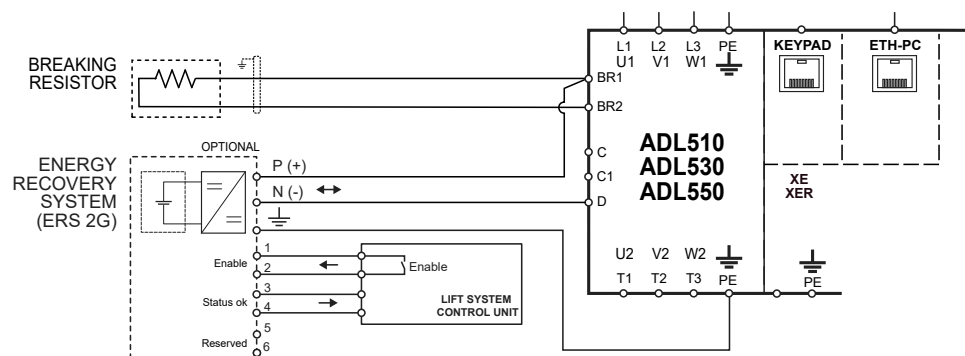 L1 L2 L3 PE
U1 V1 W1
KEYPAD
ETH-PC
BREAKING
RESISTOR
BR1
BR2
OPTIONAL
P (+)
N (-)
ENERGY
RECOVERY
SYSTEM
(ERS 2G)
C
C1
D
ADL510
ADL530
ADL550
XE
XER
Enable
1
2
Enable
Status ok
3
4
LIFT SYSTEM
CONTROL UNIT
Reserved
5
6
U2 V2 W2
T1 T2 T3 PE
PE